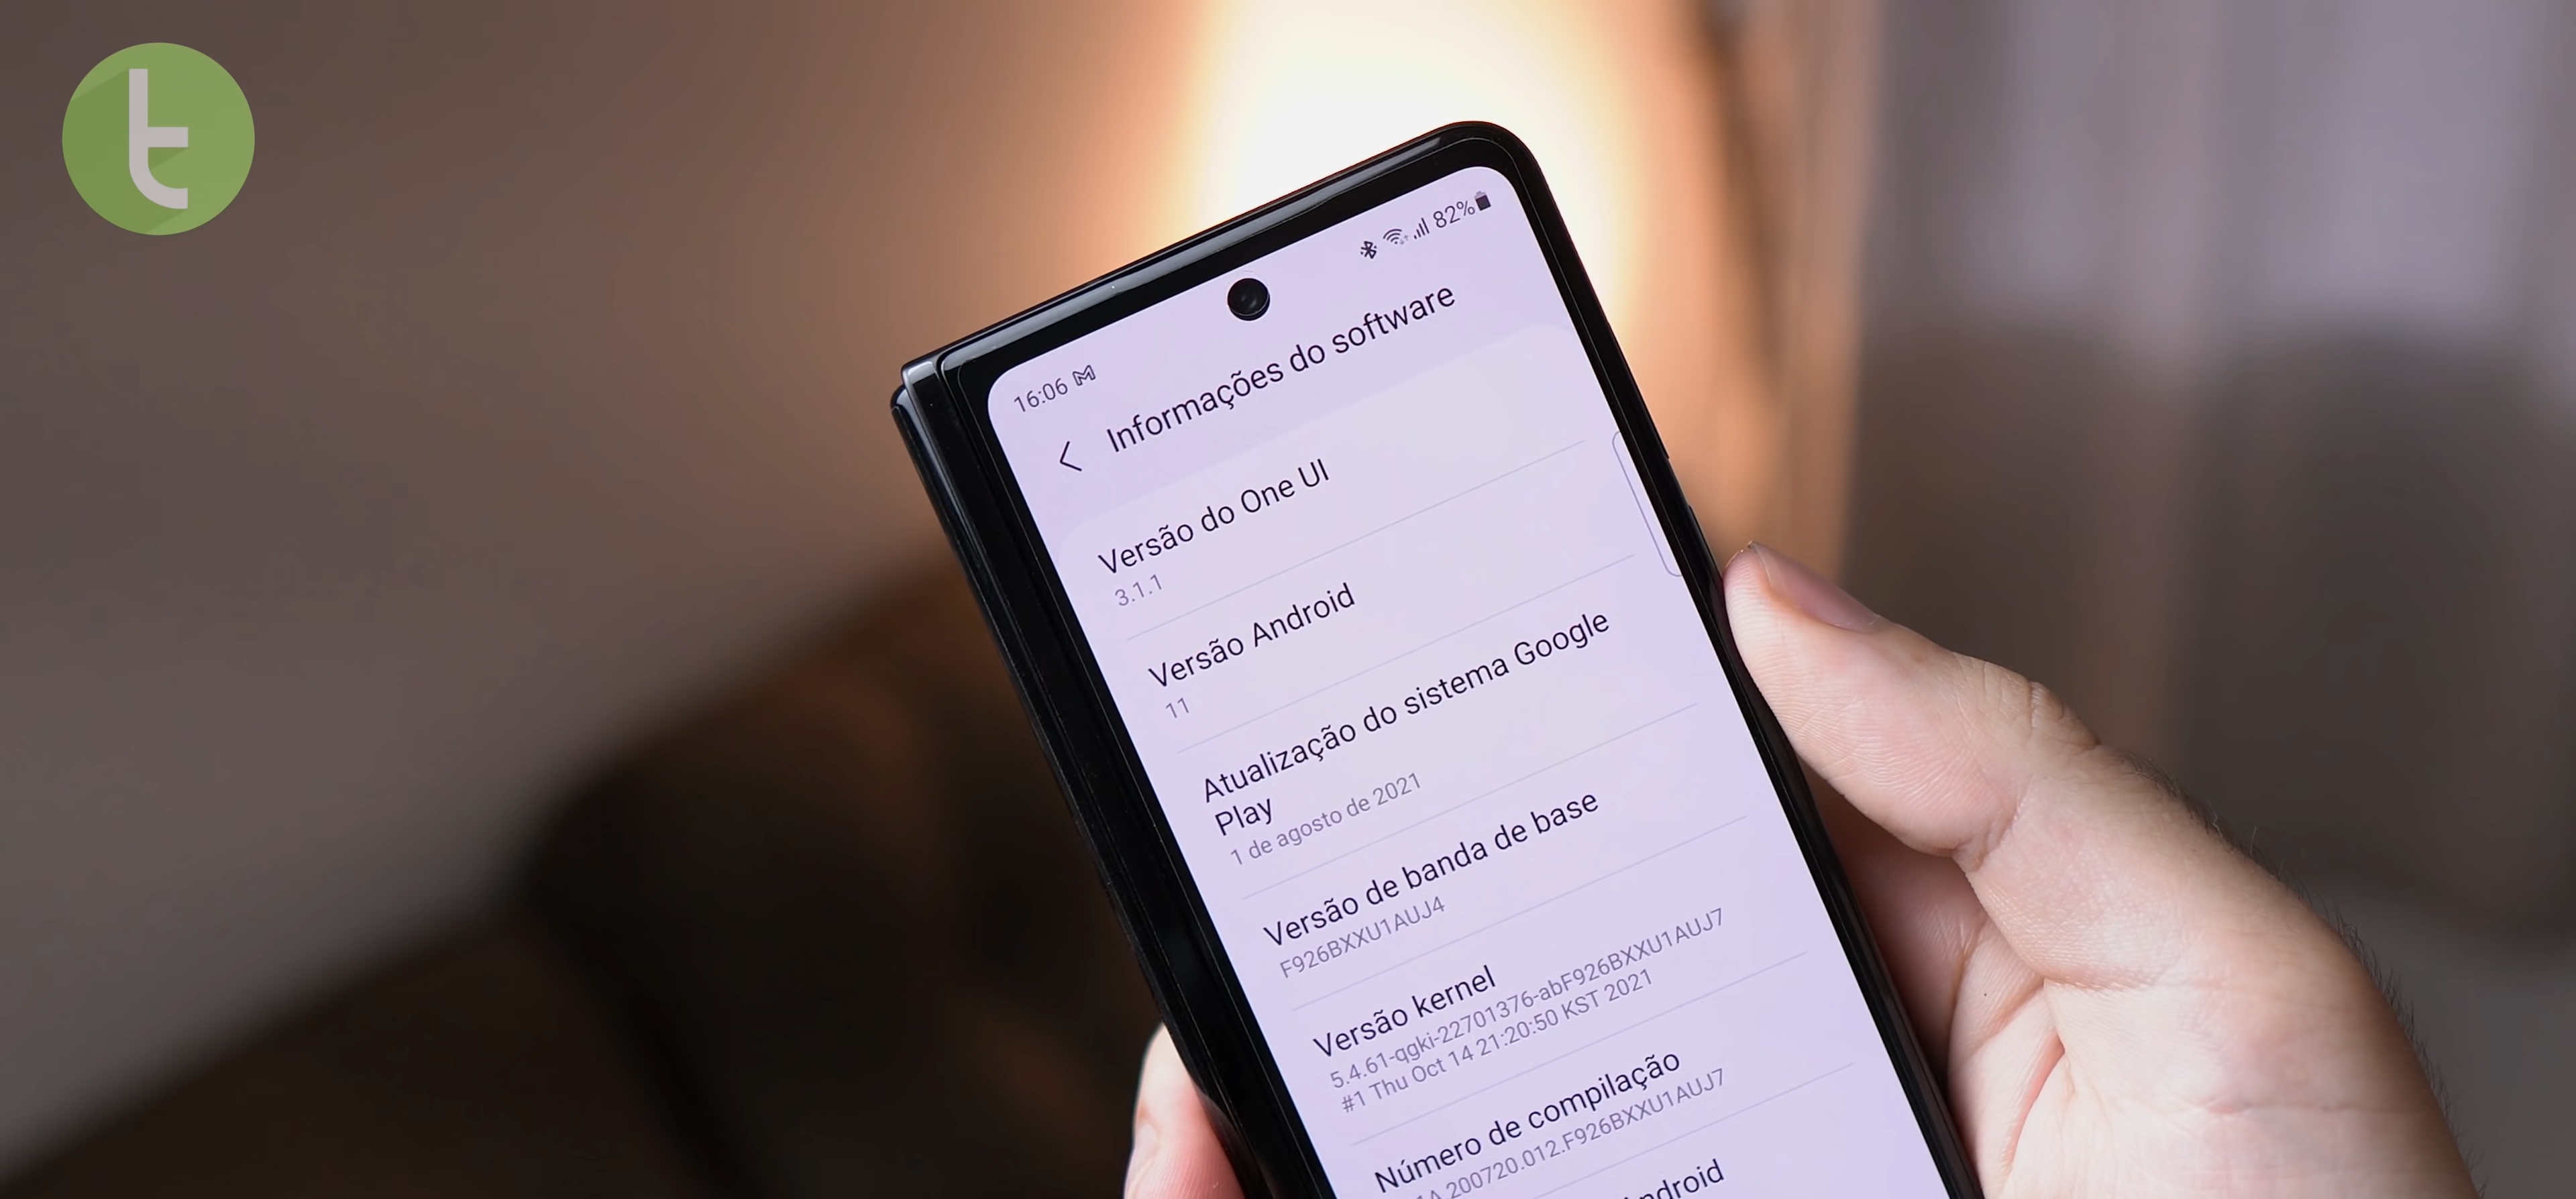 t
16:06
82%
Informações do software
Versão do One UI
3.1.1
Versão Android
11
Atualização do sistema Google
Play
1 de agosto de 2021
Versão de banda de base
F926BXXU1AUJ4
Versão kernel
5.4.61-qgki-22701376-abF926BXXU1AUJ7
#1 Thu Oct 14 21:20:50 KST 2021
Número de compilação
200720.012.F926BXXU1AUJ7